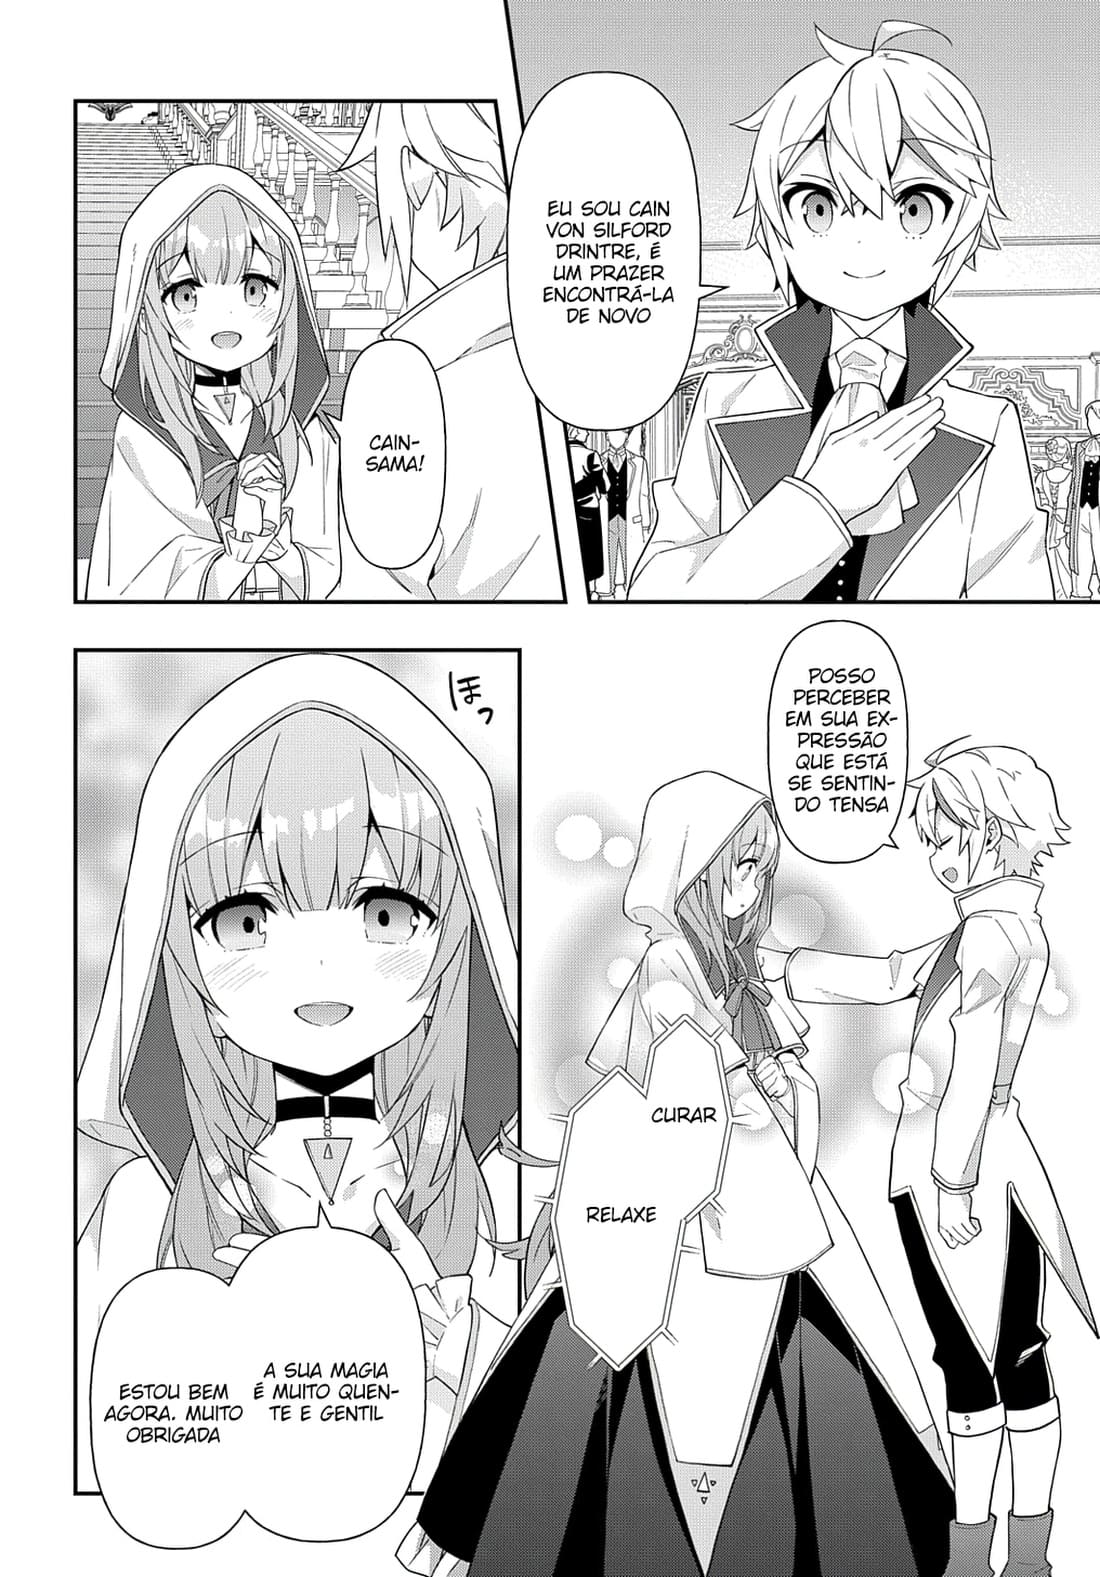 EU SOU CAIN
VON SILFORD
DRINTRE, É
UM PRAZER
ENCONTRÁ-LA
DE NOVO
CAIN-
SAMA!
POSSO
PERCEBER
EM SUA EX-
PRESSÃO
QUE ESTÁ
SE SENTIN-
DO TENSA
CURAR
RELAXE
ほっ
A SUA MAGIA
É MUITO QUEN-
TE E GENTIL
ESTOU BEM
AGORA. MUITO
OBRIGADA